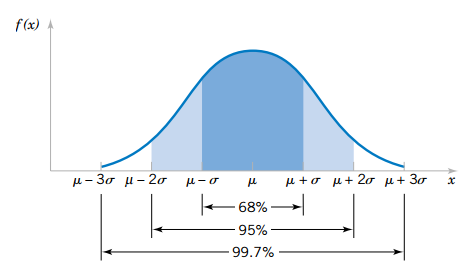 f(x)
μ – 3σ μ – 2σ μ – σ μ μ + σ μ + 2σ μ + 3σ x
68%
95%
99.7%